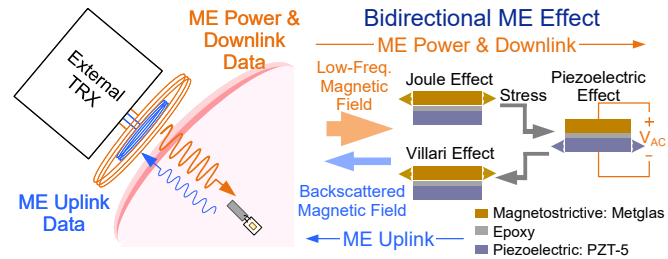 ME Power &
Downlink
Data
External
TRX
ME Uplink
Data
Bidirectional ME Effect
ME Power & Downlink
Low-Freq.
Magnetic
Field
Joule Effect
Stress
Piezoelectric
Effect
+
VAC
-
Villari Effect
Backscattered
Magnetic Field
ME Uplink
Magnetostrictive: Metglas
Epoxy
Piezoelectric: PZT-5